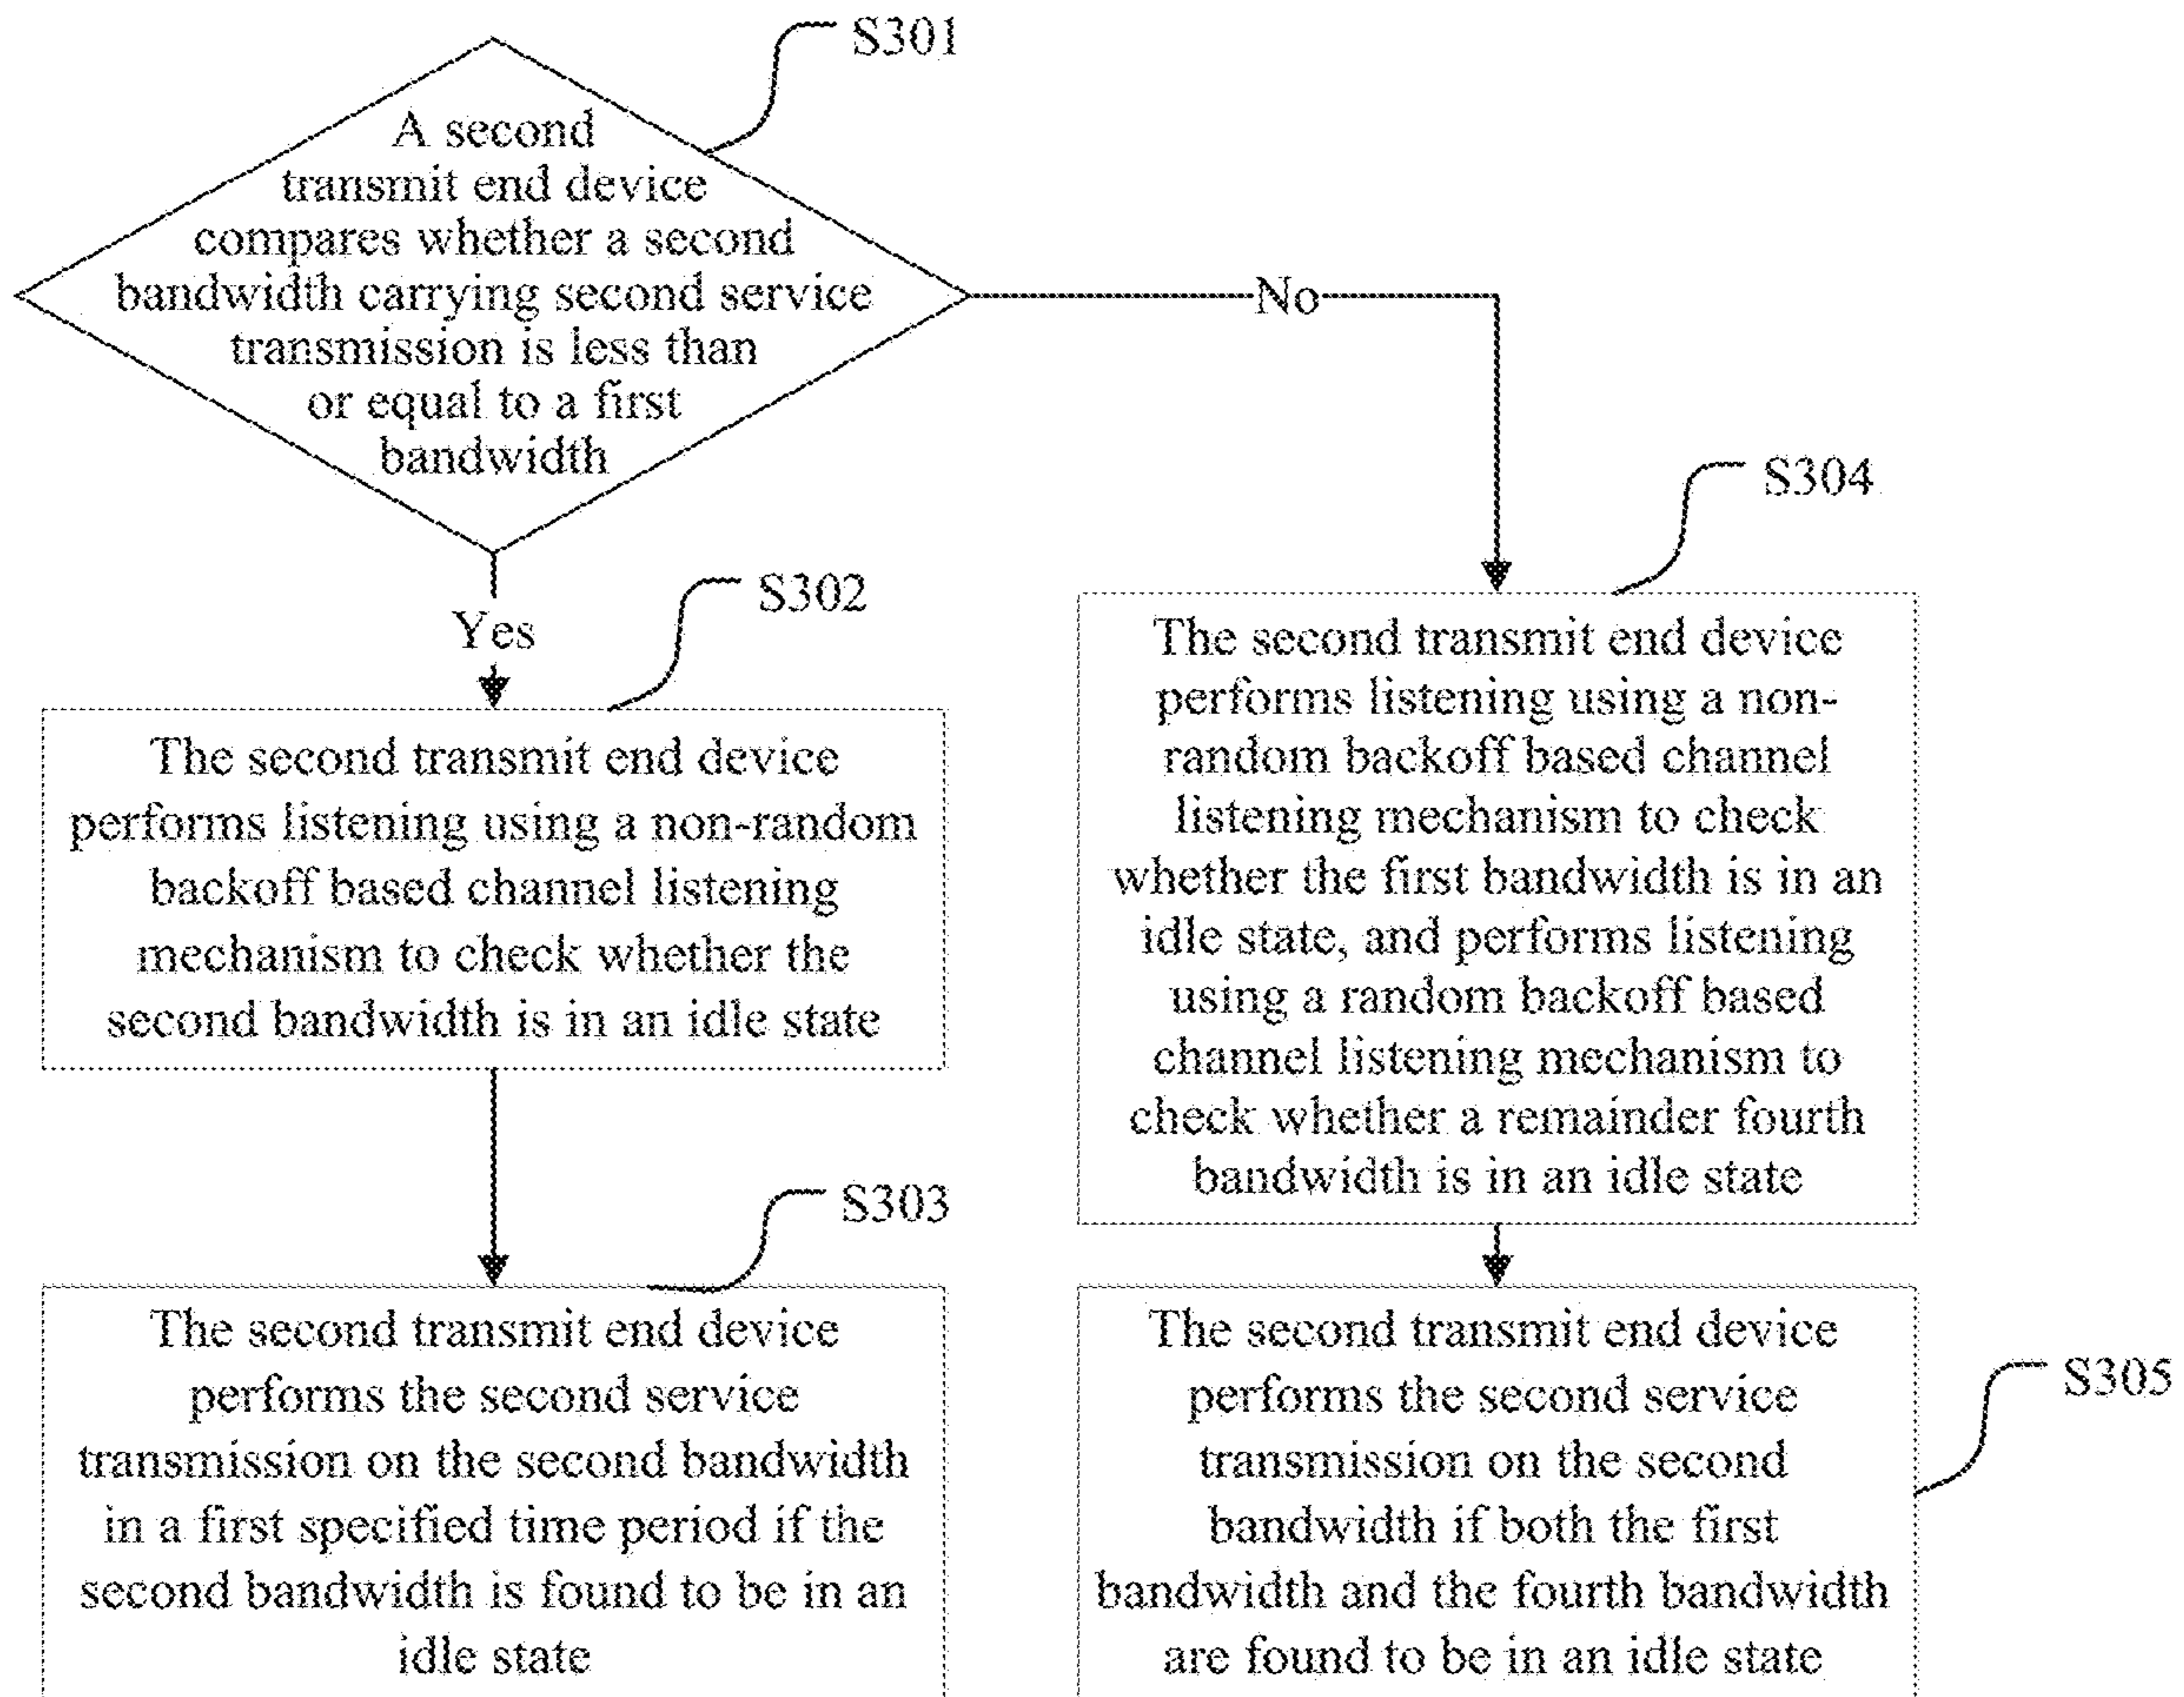 S301
A second
transmit end device
compares whether a second
bandwidth carrying second service
transmission is less than
or equal to a first
bandwidth
No
Yes
S302
The second transmit end device
performs listening using a non-random
backoff based channel listening
mechanism to check whether the
second bandwidth is in an idle state
S303
The second transmit end device
performs the second service
transmission on the second bandwidth
in a first specified time period if the
second bandwidth is found to be in an
idle state
S304
The second transmit end device
performs listening using a non-
random backoff based channel
listening mechanism to check
whether the first bandwidth is in an
idle state, and performs listening
using a random backoff based
channel listening mechanism to
check whether a remainder fourth
bandwidth is in an idle state
S305
The second transmit end device
performs the second service
transmission on the second
bandwidth if both the first
bandwidth and the fourth bandwidth
are found to be in an idle state